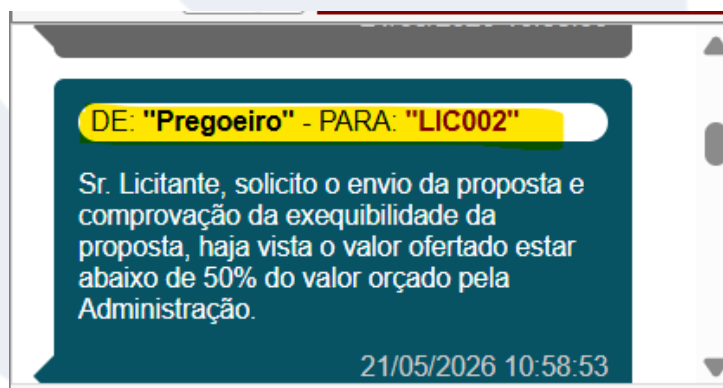 DE: "Pregoeiro" - PARA: "LIC002"
Sr. Licitante, solicito o envio da proposta e
comprovação da exequibilidade da
proposta, haja vista o valor ofertado estar
abaixo de 50% do valor orçado pela
Administração.
21/05/2026 10:58:53